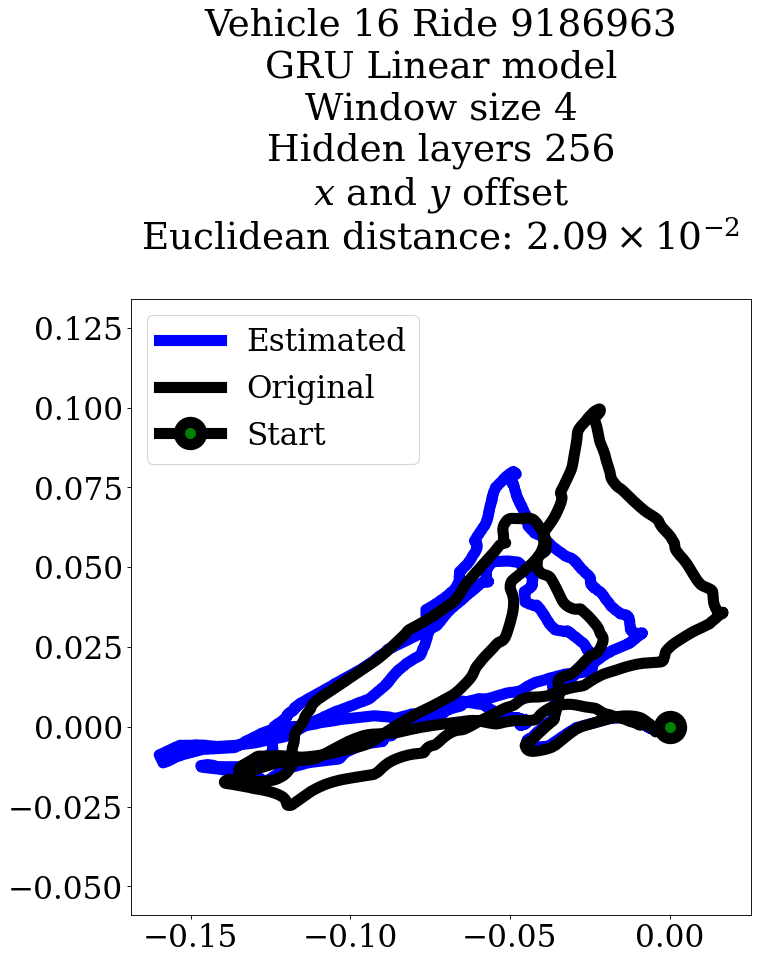 Vehicle 16 Ride 9186963
GRU Linear model
Window size 4
Hidden layers 256
x and y offset
Euclidean distance: 2.09 × 10⁻²
Estimated
Original
Start
0.125
0.100
0.075
0.050
0.025
0.000
−0.025
−0.050
−0.15 −0.10 −0.05 0.00